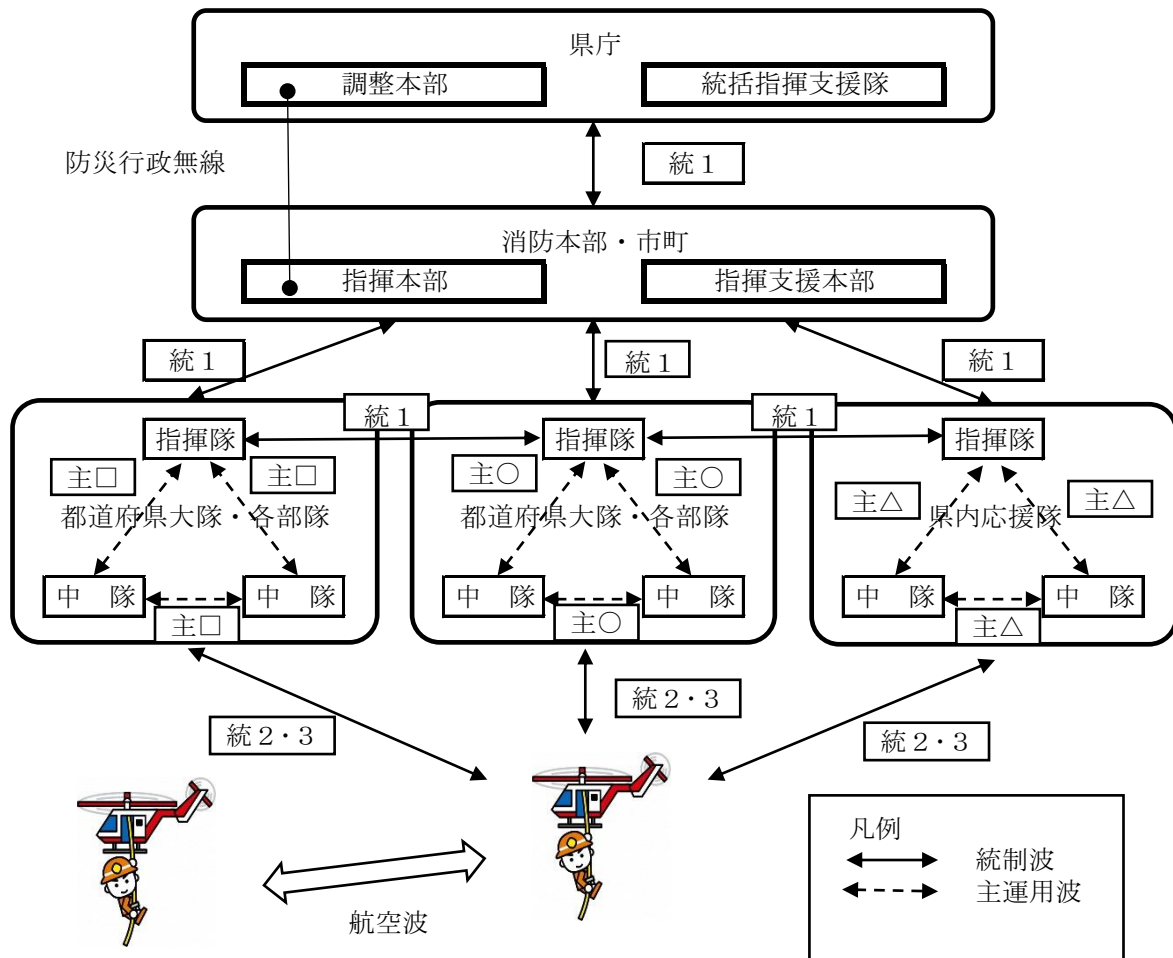 県庁
調整本部
統括指揮支援隊
防災行政無線
統１
消防本部・市町
指揮本部
指揮支援本部
統１
統１
統１
統１
統１
指揮隊
指揮隊
指揮隊
主□
主□
主○
主○
主△
主△
都道府県大隊・各部隊
都道府県大隊・各部隊
県内応援隊
中　隊
中　隊
中　隊
中　隊
中　隊
中　隊
主□
主○
主△
統２・３
統２・３
統２・３
凡例
統制波
主運用波
航空波